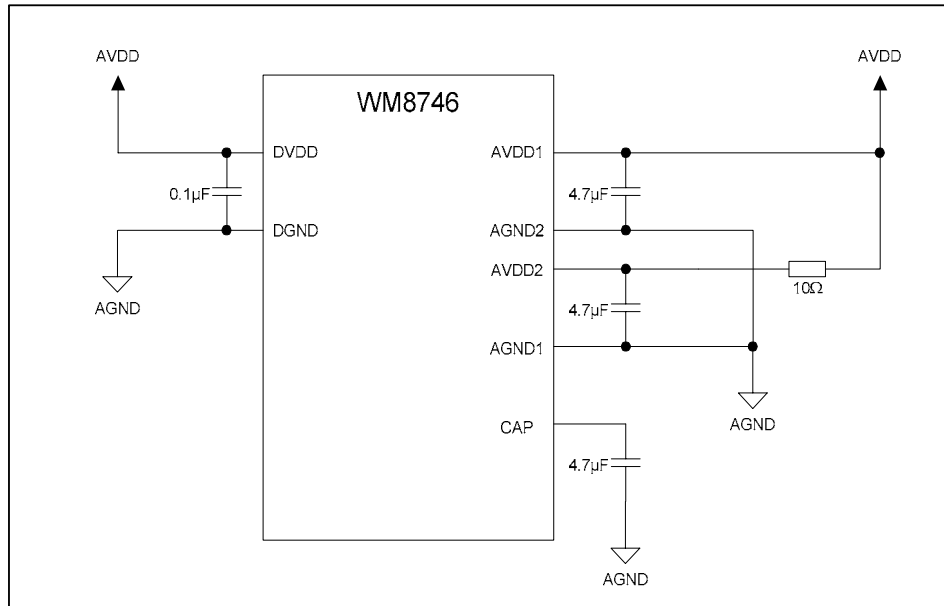 AVDD
AVDD
WM8746
DVDD
AVDD1
0.1µF
4.7µF
DGND
AGND2
AVDD2
10Ω
AGND
4.7µF
AGND1
AGND
CAP
4.7µF
AGND